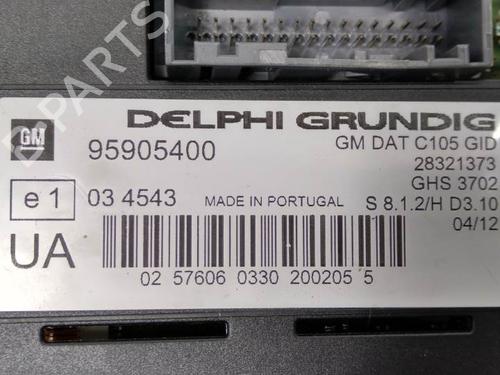 DELPHI GRUNDIG
GM
95905400
GM DAT C105 GID
28321373
GHS 3702
e 1
03 4543
MADE IN PORTUGAL
S 8.1.2/H D3.10
04/12
UA
02 57606 0330 200205 5
B-PARTS